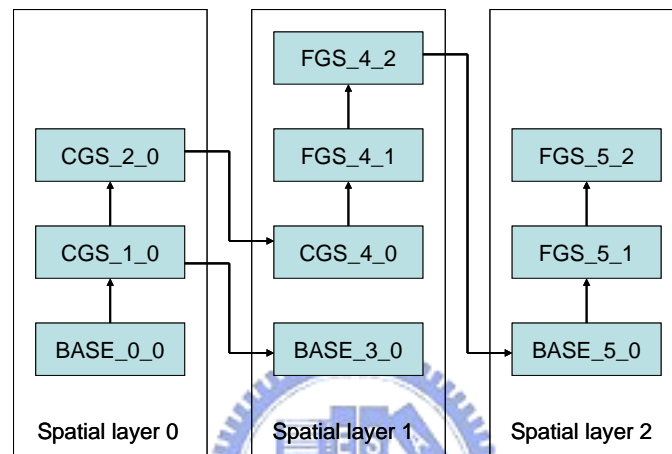 FGS_4_2
CGS_2_0
FGS_4_1
FGS_5_2
CGS_1_0
CGS_4_0
FGS_5_1
BASE_0_0
BASE_3_0
BASE_5_0
Spatial layer 0
Spatial layer 1
Spatial layer 2